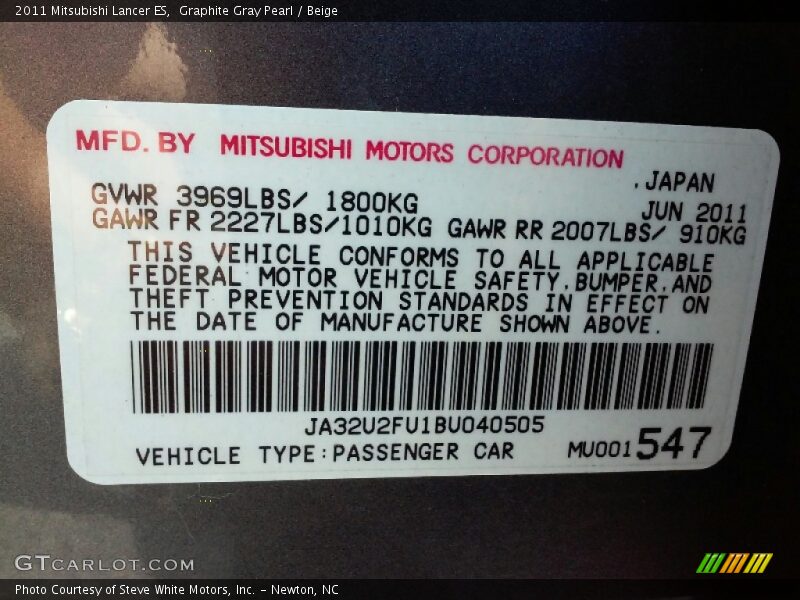 2011 Mitsubishi Lancer ES,  Graphite Gray Pearl / Beige
MFD. BY MITSUBISHI MOTORS CORPORATION
.JAPAN
GVWR 3969LBS/ 1800KG
JUN 2011
GAWR FR 2227LBS/1010KG GAWR RR 2007LBS/ 910KG
THIS VEHICLE CONFORMS TO ALL APPLICABLE
FEDERAL MOTOR VEHICLE SAFETY.BUMPER.AND
THEFT PREVENTION STANDARDS IN EFFECT ON
THE DATE OF MANUFACTURE SHOWN ABOVE.
JA32U2FU1BU040505
VEHICLE TYPE:PASSENGER CAR MU001547
GTCARLOT.COM
Photo Courtesy of Steve White Motors, Inc. – Newton, NC